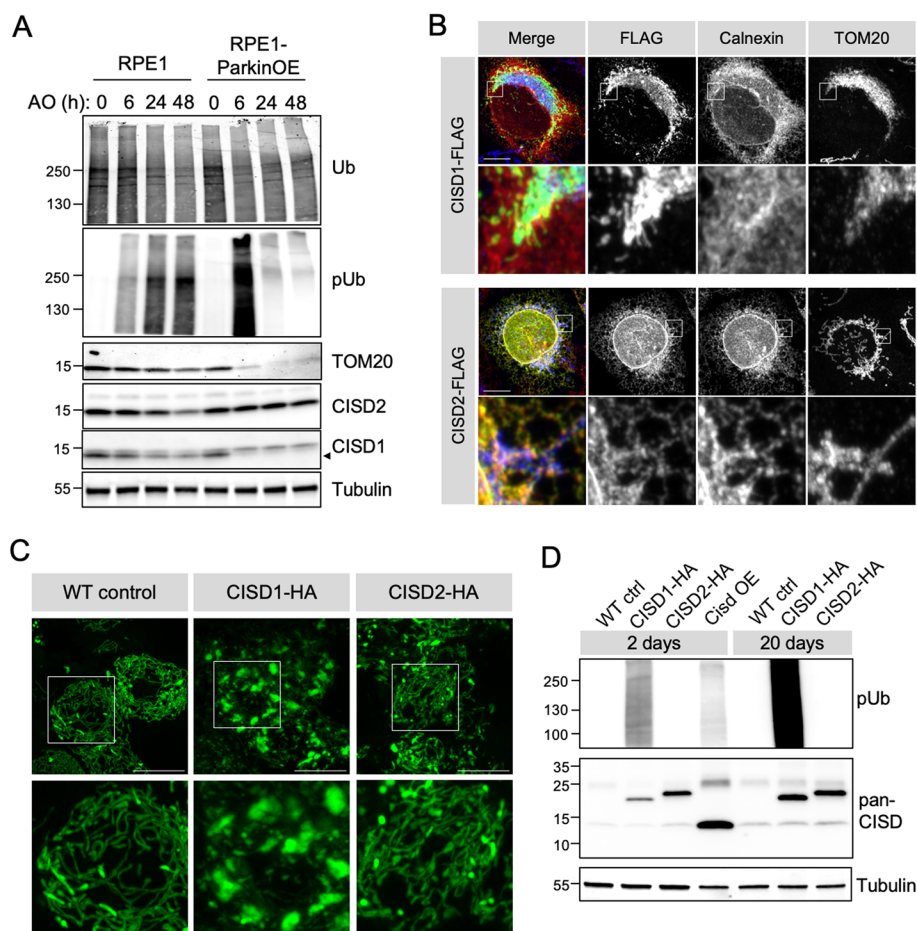 A
RPE1
RPE1-
ParkinOE
AO (h): 0 6 24 48 0 6 24 48
250
130
Ub
250
130
pUb
15
TOM20
15
CISD2
15
CISD1
55
Tubulin
B
Merge FLAG Calnexin TOM20
CISD1-FLAG
CISD2-FLAG
C
WT control CISD1-HA CISD2-HA
D
WT ctrl CISD1-HA CISD2-HA Cisd OE WT ctrl CISD1-HA CISD2-HA
2 days 20 days
250
130
100
pUb
35
25
15
10
pan-
CISD
55
Tubulin